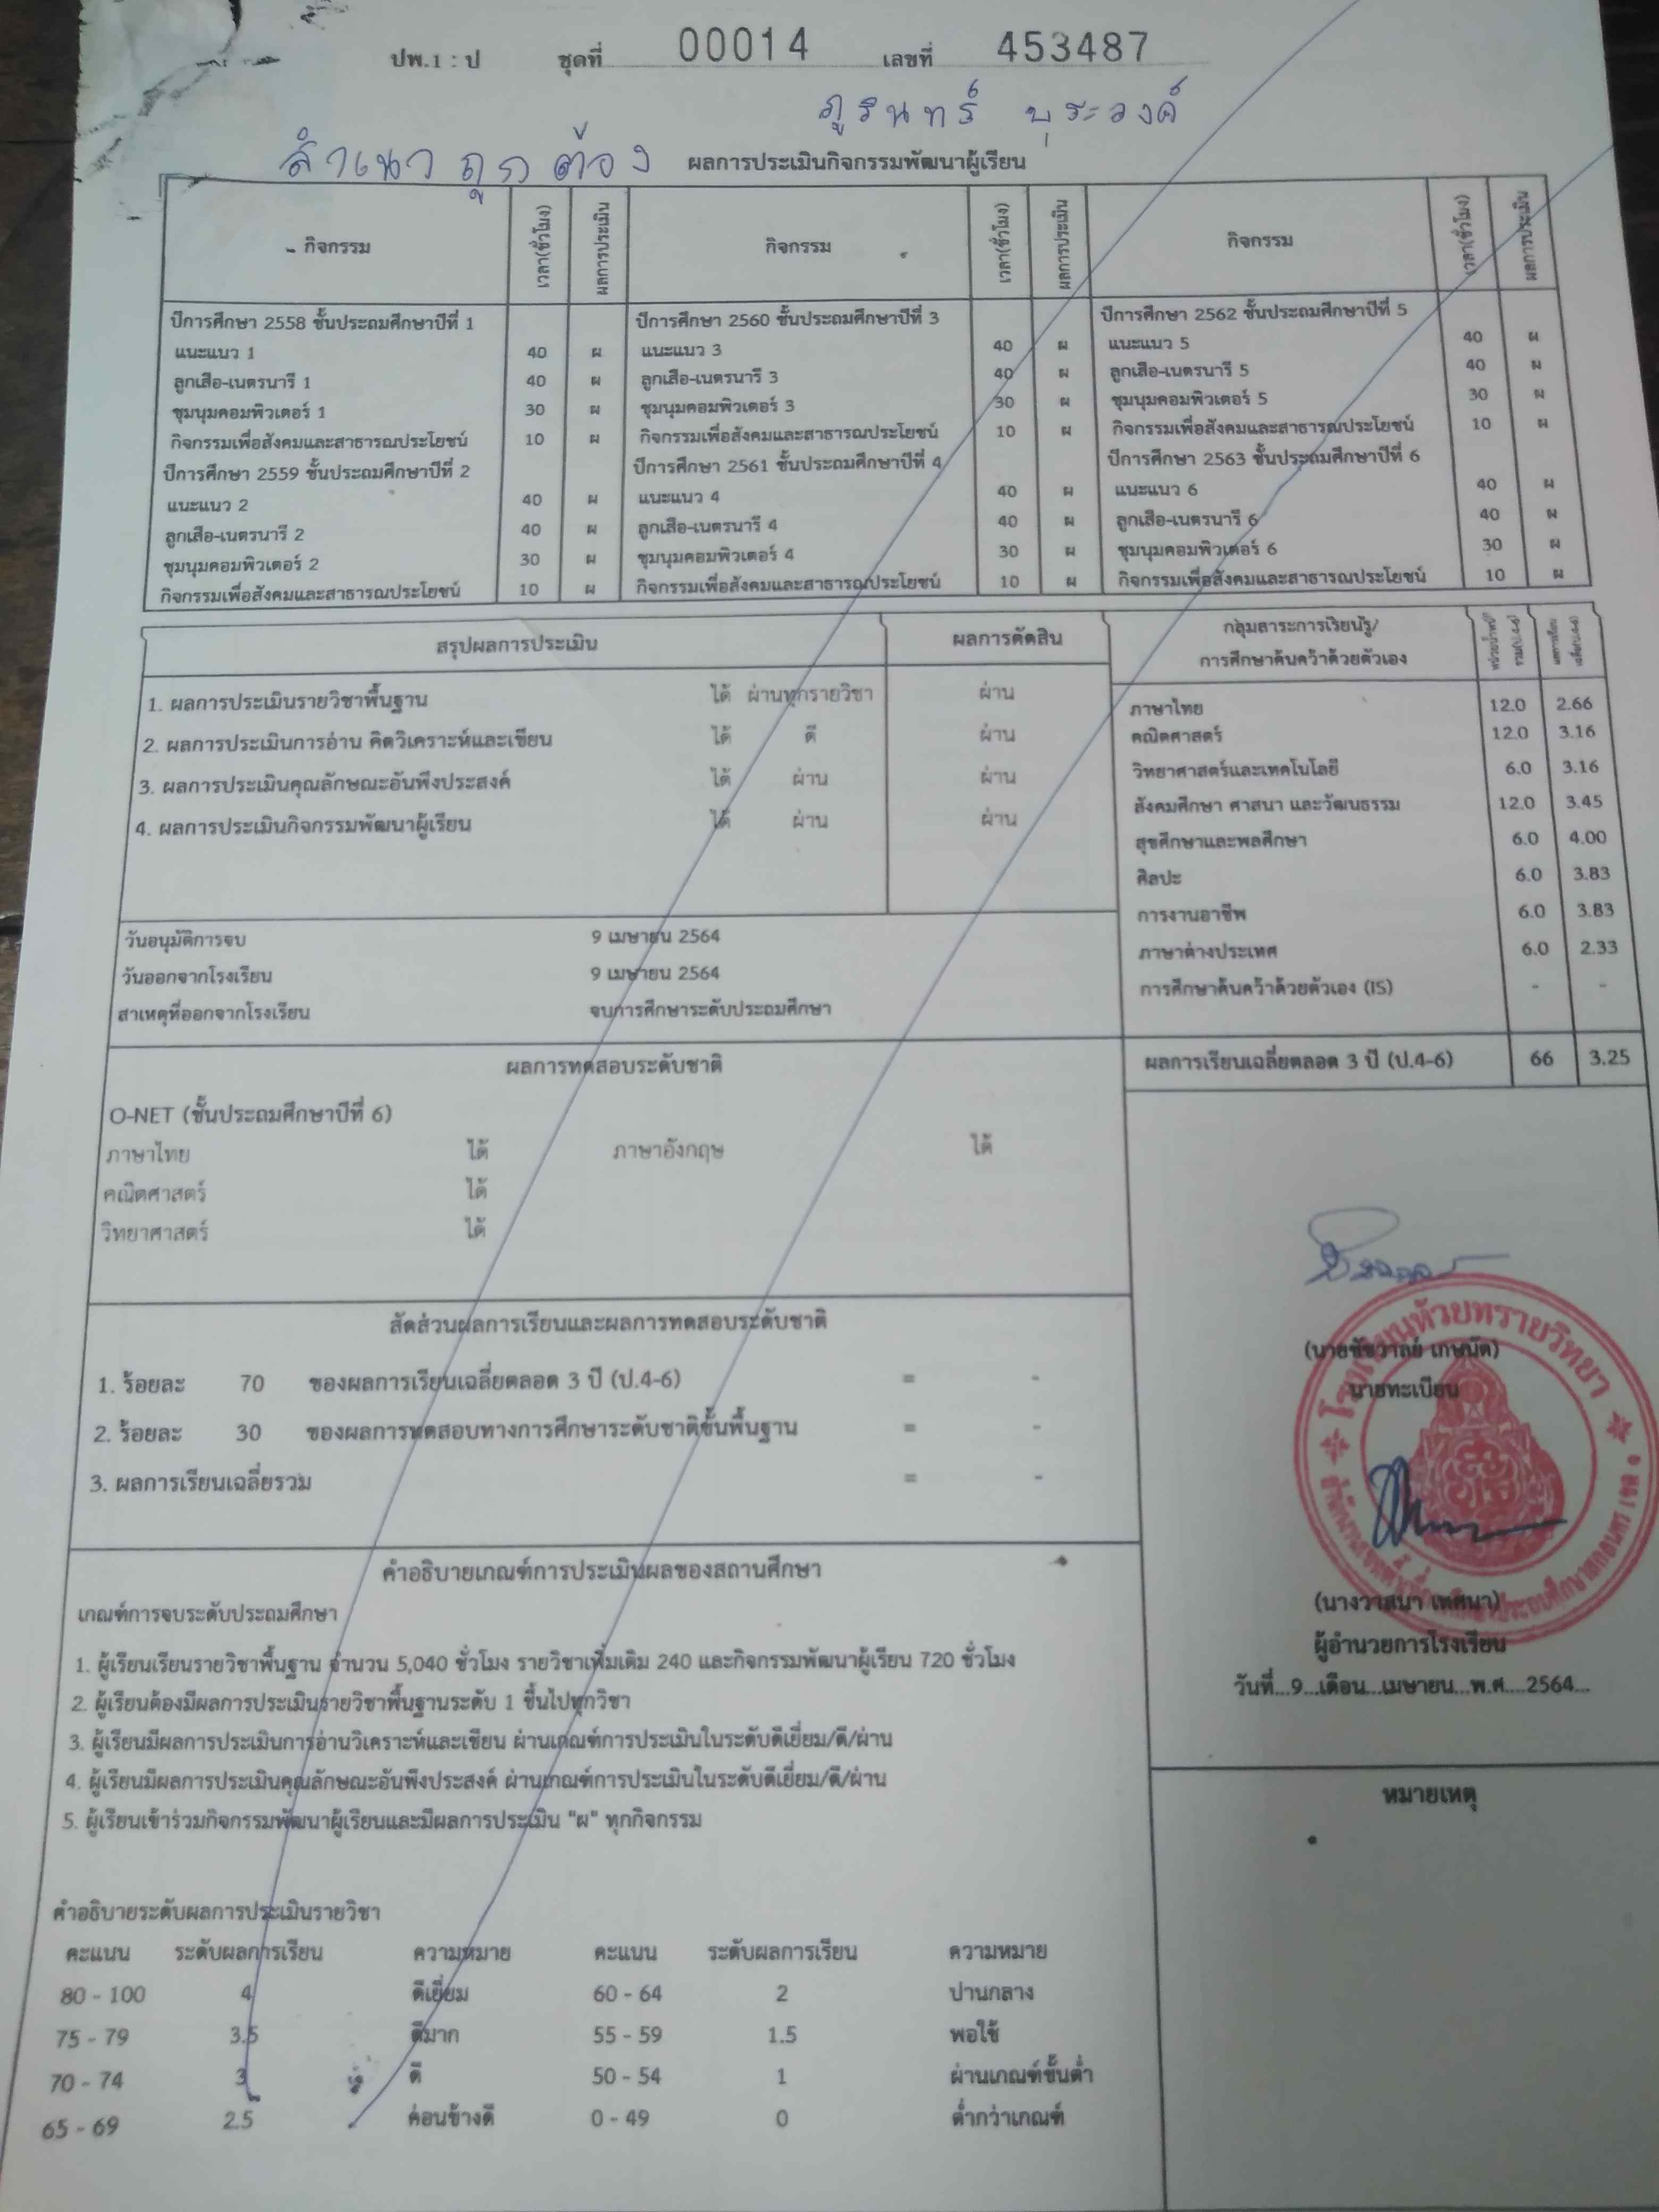 ปพ.1 : ป ชุดที่ 00014 เลขที่ 453487
ภูรินทร์ บุระองค์
สำเนาถูกต้อง
ผลการประเมินกิจกรรมพัฒนาผู้เรียน
กิจกรรม เวลา(ชั่วโมง) ผลการประเมิน กิจกรรม เวลา(ชั่วโมง) ผลการประเมิน กิจกรรม เวลา(ชั่วโมง) ผลการประเมิน
ปีการศึกษา 2558 ชั้นประถมศึกษาปีที่ 1 ปีการศึกษา 2560 ชั้นประถมศึกษาปีที่ 3 ปีการศึกษา 2562 ชั้นประถมศึกษาปีที่ 5
แนะแนว 1 40 ผ แนะแนว 3 40 ผ แนะแนว 5 40 ผ
ลูกเสือ-เนตรนารี 1 40 ผ ลูกเสือ-เนตรนารี 3 40 ผ ลูกเสือ-เนตรนารี 5 40 ผ
ชุมนุมคอมพิวเตอร์ 1 30 ผ ชุมนุมคอมพิวเตอร์ 3 30 ผ ชุมนุมคอมพิวเตอร์ 5 30 ผ
กิจกรรมเพื่อสังคมและสาธารณประโยชน์ 10 ผ กิจกรรมเพื่อสังคมและสาธารณประโยชน์ 10 ผ กิจกรรมเพื่อสังคมและสาธารณประโยชน์ 10 ผ
ปีการศึกษา 2559 ชั้นประถมศึกษาปีที่ 2 ปีการศึกษา 2561 ชั้นประถมศึกษาปีที่ 4 ปีการศึกษา 2563 ชั้นประถมศึกษาปีที่ 6
แนะแนว 2 40 ผ แนะแนว 4 40 ผ แนะแนว 6 40 ผ
ลูกเสือ-เนตรนารี 2 40 ผ ลูกเสือ-เนตรนารี 4 40 ผ ลูกเสือ-เนตรนารี 6 40 ผ
ชุมนุมคอมพิวเตอร์ 2 30 ผ ชุมนุมคอมพิวเตอร์ 4 30 ผ ชุมนุมคอมพิวเตอร์ 6 30 ผ
กิจกรรมเพื่อสังคมและสาธารณประโยชน์ 10 ผ กิจกรรมเพื่อสังคมและสาธารณประโยชน์ 10 ผ กิจกรรมเพื่อสังคมและสาธารณประโยชน์ 10 ผ
สรุปผลการประเมิน ผลการตัดสิน
1. ผลการประเมินรายวิชาพื้นฐาน ได้ ผ่านทุกรายวิชา ผ่าน
2. ผลการประเมินการอ่าน คิดวิเคราะห์และเขียน ได้ ดี ผ่าน
3. ผลการประเมินคุณลักษณะอันพึงประสงค์ ได้ ผ่าน ผ่าน
4. ผลการประเมินกิจกรรมพัฒนาผู้เรียน ได้ ผ่าน ผ่าน
วันอนุมัติการจบ 9 เมษายน 2564
วันออกจากโรงเรียน 9 เมษายน 2564
สาเหตุที่ออกจากโรงเรียน จบการศึกษาระดับประถมศึกษา
กลุ่มสาระการเรียนรู้/
การศึกษาค้นคว้าด้วยตัวเอง
ภาษาไทย 12.0 2.66
คณิตศาสตร์ 12.0 3.16
วิทยาศาสตร์และเทคโนโลยี 6.0 3.16
สังคมศึกษา ศาสนา และวัฒนธรรม 12.0 3.45
สุขศึกษาและพลศึกษา 6.0 4.00
ศิลปะ 6.0 3.83
การงานอาชีพ 6.0 3.83
ภาษาต่างประเทศ 6.0 2.33
การศึกษาค้นคว้าด้วยตัวเอง (IS) - -
ผลการเรียนเฉลี่ยตลอด 3 ปี (ป.4-6) 66 3.25
ผลการทดสอบระดับชาติ
O-NET (ชั้นประถมศึกษาปีที่ 6)
ภาษาไทย ได้ ภาษาอังกฤษ ได้
คณิตศาสตร์ ได้
วิทยาศาสตร์ ได้
สัดส่วนผลการเรียนและผลการทดสอบระดับชาติ
1. ร้อยละ 70 ของผลการเรียนเฉลี่ยตลอด 3 ปี (ป.4-6) = -
2. ร้อยละ 30 ของผลการทดสอบทางการศึกษาระดับชาติขั้นพื้นฐาน = -
3. ผลการเรียนเฉลี่ยรวม = -
โรงเรียนห้วยทรายวิทยา
(นายชัชวาลย์ เกษนัด)
นายทะเบียน
(นางวาสนา เทศนา)
ผู้อำนวยการโรงเรียน
วันที่...9...เดือน...เมษายน...พ.ศ....2564...
หมายเหตุ
คำอธิบายเกณฑ์การประเมินผลของสถานศึกษา
เกณฑ์การจบระดับประถมศึกษา
1. ผู้เรียนเรียนรายวิชาพื้นฐาน จำนวน 5,040 ชั่วโมง รายวิชาเพิ่มเติม 240 และกิจกรรมพัฒนาผู้เรียน 720 ชั่วโมง
2. ผู้เรียนต้องมีผลการประเมินรายวิชาพื้นฐานระดับ 1 ขึ้นไปทุกวิชา
3. ผู้เรียนมีผลการประเมินการอ่านวิเคราะห์และเขียน ผ่านเกณฑ์การประเมินในระดับดีเยี่ยม/ดี/ผ่าน
4. ผู้เรียนมีผลการประเมินคุณลักษณะอันพึงประสงค์ ผ่านเกณฑ์การประเมินในระดับดีเยี่ยม/ดี/ผ่าน
5. ผู้เรียนเข้าร่วมกิจกรรมพัฒนาผู้เรียนและมีผลการประเมิน "ผ" ทุกกิจกรรม
คำอธิบายระดับผลการประเมินรายวิชา
คะแนน ระดับผลการเรียน ความหมาย คะแนน ระดับผลการเรียน ความหมาย
80 - 100 4 ดีเยี่ยม 60 - 64 2 ปานกลาง
75 - 79 3.5 ดีมาก 55 - 59 1.5 พอใช้
70 - 74 3 ดี 50 - 54 1 ผ่านเกณฑ์ขั้นต่ำ
65 - 69 2.5 ค่อนข้างดี 0 - 49 0 ต่ำกว่าเกณฑ์